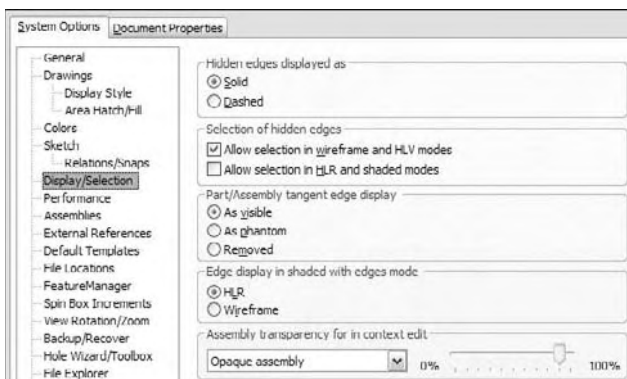 System Options
Document Properties
General
Drawings
Display Style
Area Hatch/Fill
Colors
Sketch
Relations/Snaps
Display/Selection
Performance
Assemblies
External References
Default Templates
File Locations
FeatureManager
Spin Box Increments
View Rotation/Zoom
Backup/Recover
Hole Wizard/Toolbox
File Explorer
Hidden edges displayed as
Solid
Dashed
Selection of hidden edges
Allow selection in wireframe and HLV modes
Allow selection in HLR and shaded modes
Part/Assembly tangent edge display
As visible
As phantom
Removed
Edge display in shaded with edges mode
HLR
Wireframe
Assembly transparency for in context edit
Opaque assembly 0% 100%